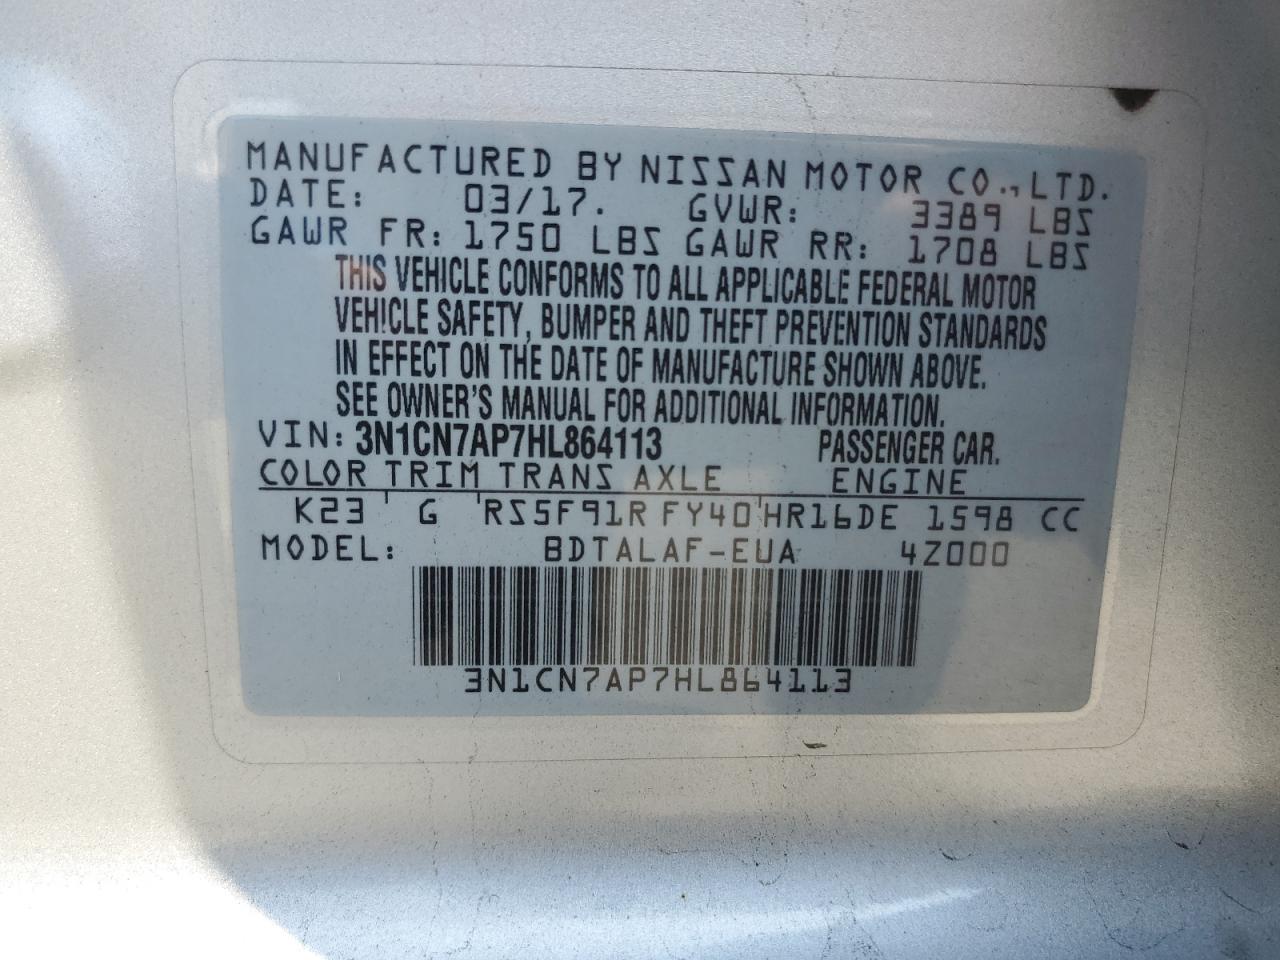 MANUFACTURED BY NISSAN MOTOR CO., LTD.
DATE: 03/17. GVWR: 3389 LBS
GAWR FR: 1750 LBS GAWR RR: 1708 LBS
THIS VEHICLE CONFORMS TO ALL APPLICABLE FEDERAL MOTOR
VEHICLE SAFETY, BUMPER AND THEFT PREVENTION STANDARDS
IN EFFECT ON THE DATE OF MANUFACTURE SHOWN ABOVE.
SEE OWNER'S MANUAL FOR ADDITIONAL INFORMATION.
VIN: 3N1CN7AP7HL864113 PASSENGER CAR.
COLOR TRIM TRANS AXLE ENGINE
K23 G RS5F91R FY40 HR16DE 1598 CC
MODEL: BDTALAF-EUA 4Z000
3N1CN7AP7HL864113